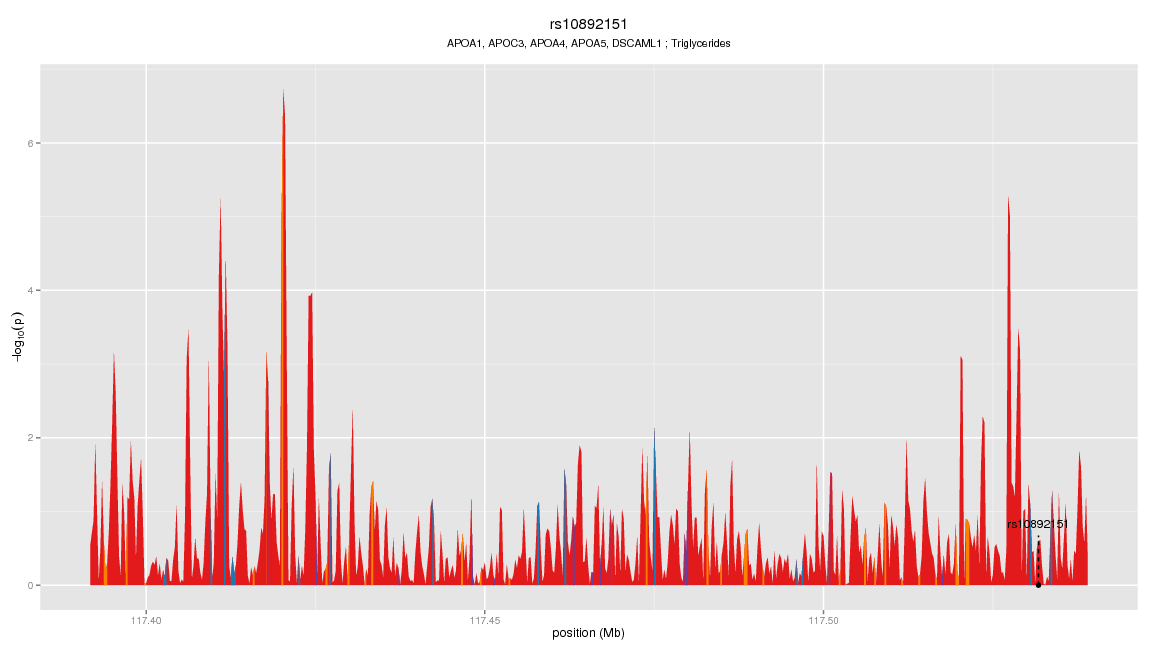 rs10892151
APOA1, APOC3, APOA4, APOA5, DSCAML1 ; Triglycerides
6
4
2
0
−log10(p)
rs10892151
117.40 117.45 117.50
position (Mb)